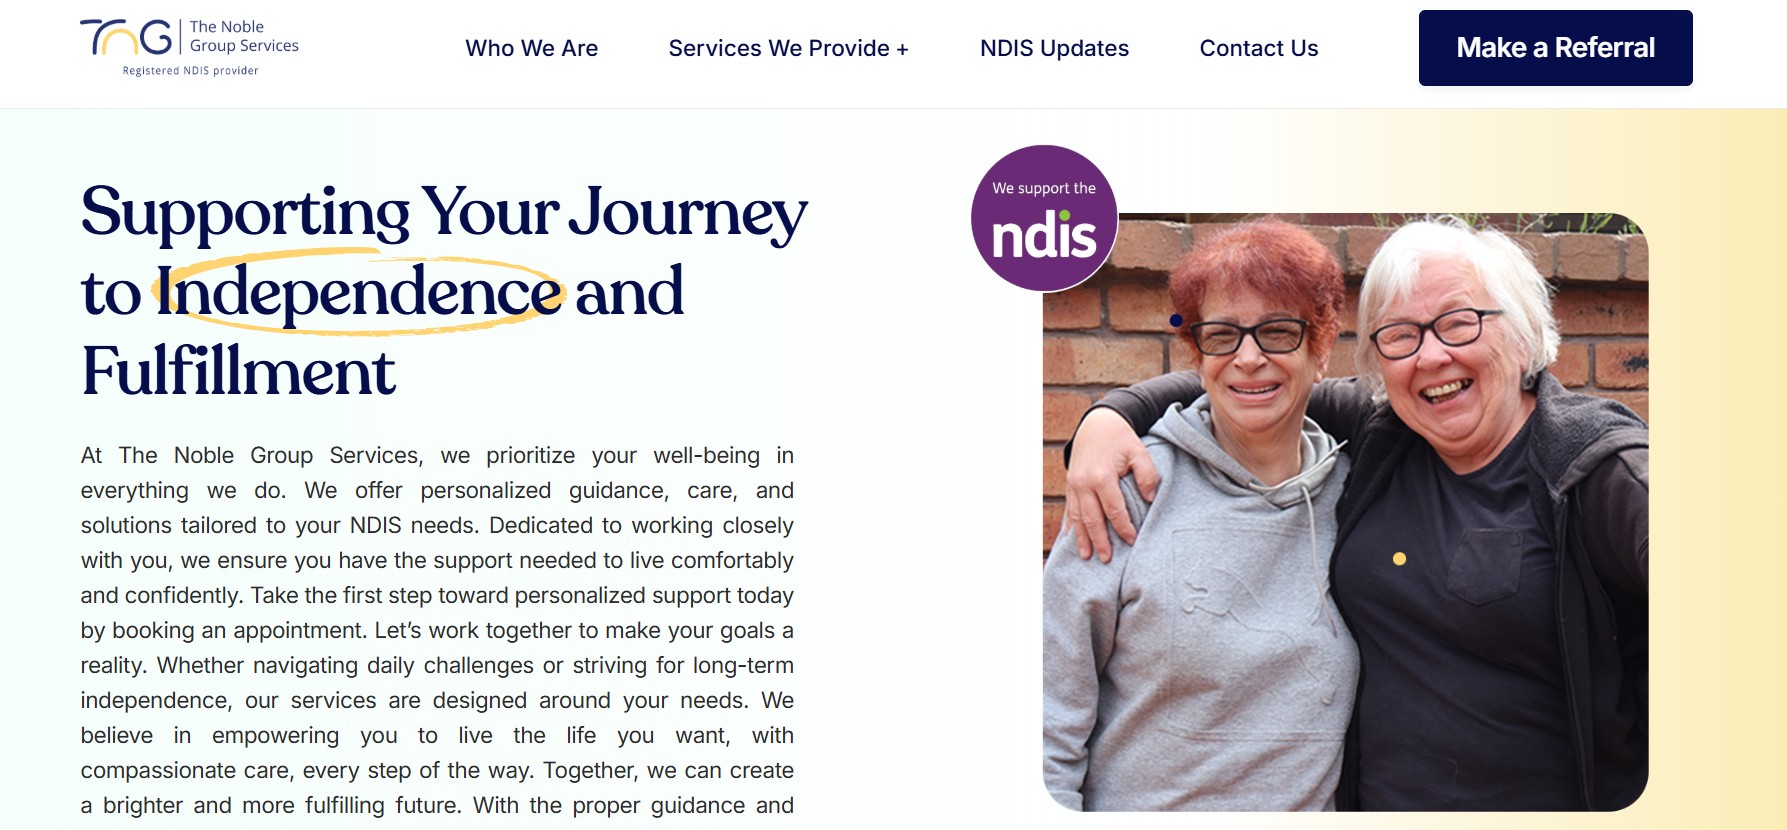 TnG
The Noble
Group Services
Registered NDIS provider
Who We Are
Services We Provide +
NDIS Updates
Contact Us
Make a Referral
Supporting Your Journey
to Independence and
Fulfillment
At The Noble Group Services, we prioritize your well-being in
everything we do. We offer personalized guidance, care, and
solutions tailored to your NDIS needs. Dedicated to working closely
with you, we ensure you have the support needed to live comfortably
and confidently. Take the first step toward personalized support today
by booking an appointment. Let’s work together to make your goals a
reality. Whether navigating daily challenges or striving for long-term
independence, our services are designed around your needs. We
believe in empowering you to live the life you want, with
compassionate care, every step of the way. Together, we can create
a brighter and more fulfilling future. With the proper guidance and
We support the
ndis